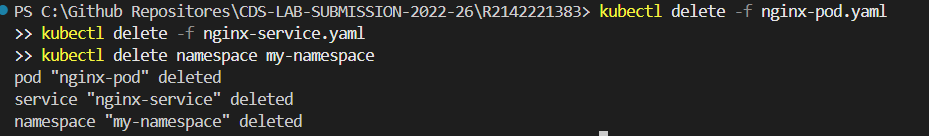 PS C:\Github Repositores\CDS-LAB-SUBMISSION-2022-26\R2142221383> kubectl delete -f nginx-pod.yaml
>> kubectl delete -f nginx-service.yaml
>> kubectl delete namespace my-namespace
pod "nginx-pod" deleted
service "nginx-service" deleted
namespace "my-namespace" deleted